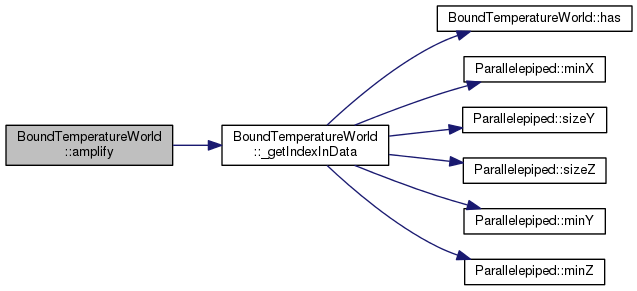 BoundTemperatureWorld
::amplify
BoundTemperatureWorld
::_getIndexInData
BoundTemperatureWorld::has
Parallelepiped::minX
Parallelepiped::sizeY
Parallelepiped::sizeZ
Parallelepiped::minY
Parallelepiped::minZ